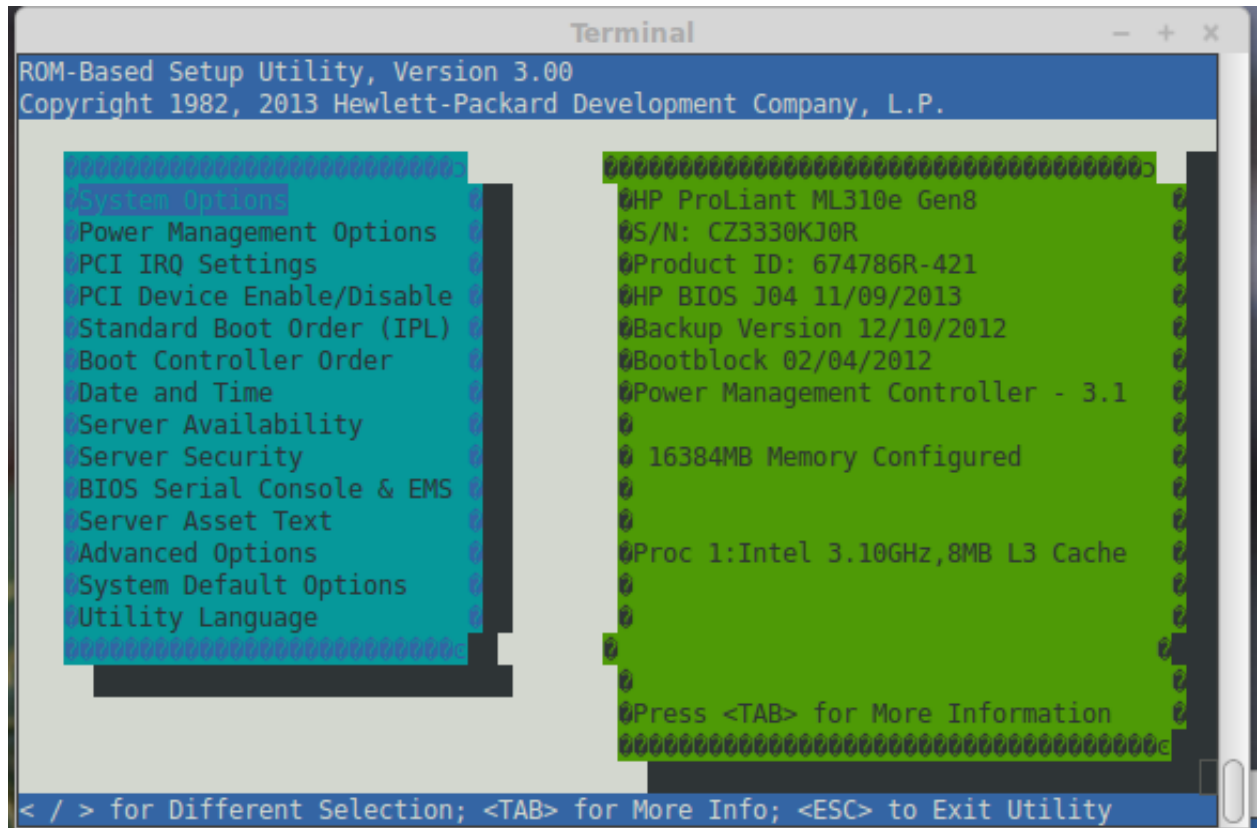 Terminal
ROM-Based Setup Utility, Version 3.00
Copyright 1982, 2013 Hewlett-Packard Development Company, L.P.
System Options
Power Management Options
PCI IRQ Settings
PCI Device Enable/Disable
Standard Boot Order (IPL)
Boot Controller Order
Date and Time
Server Availability
Server Security
BIOS Serial Console & EMS
Server Asset Text
Advanced Options
System Default Options
Utility Language
HP ProLiant ML310e Gen8
S/N: CZ3330KJ0R
Product ID: 674786R-421
HP BIOS J04 11/09/2013
Backup Version 12/10/2012
Bootblock 02/04/2012
Power Management Controller - 3.1
16384MB Memory Configured
Proc 1:Intel 3.10GHz,8MB L3 Cache
Press <TAB> for More Information
< / > for Different Selection; <TAB> for More Info; <ESC> to Exit Utility